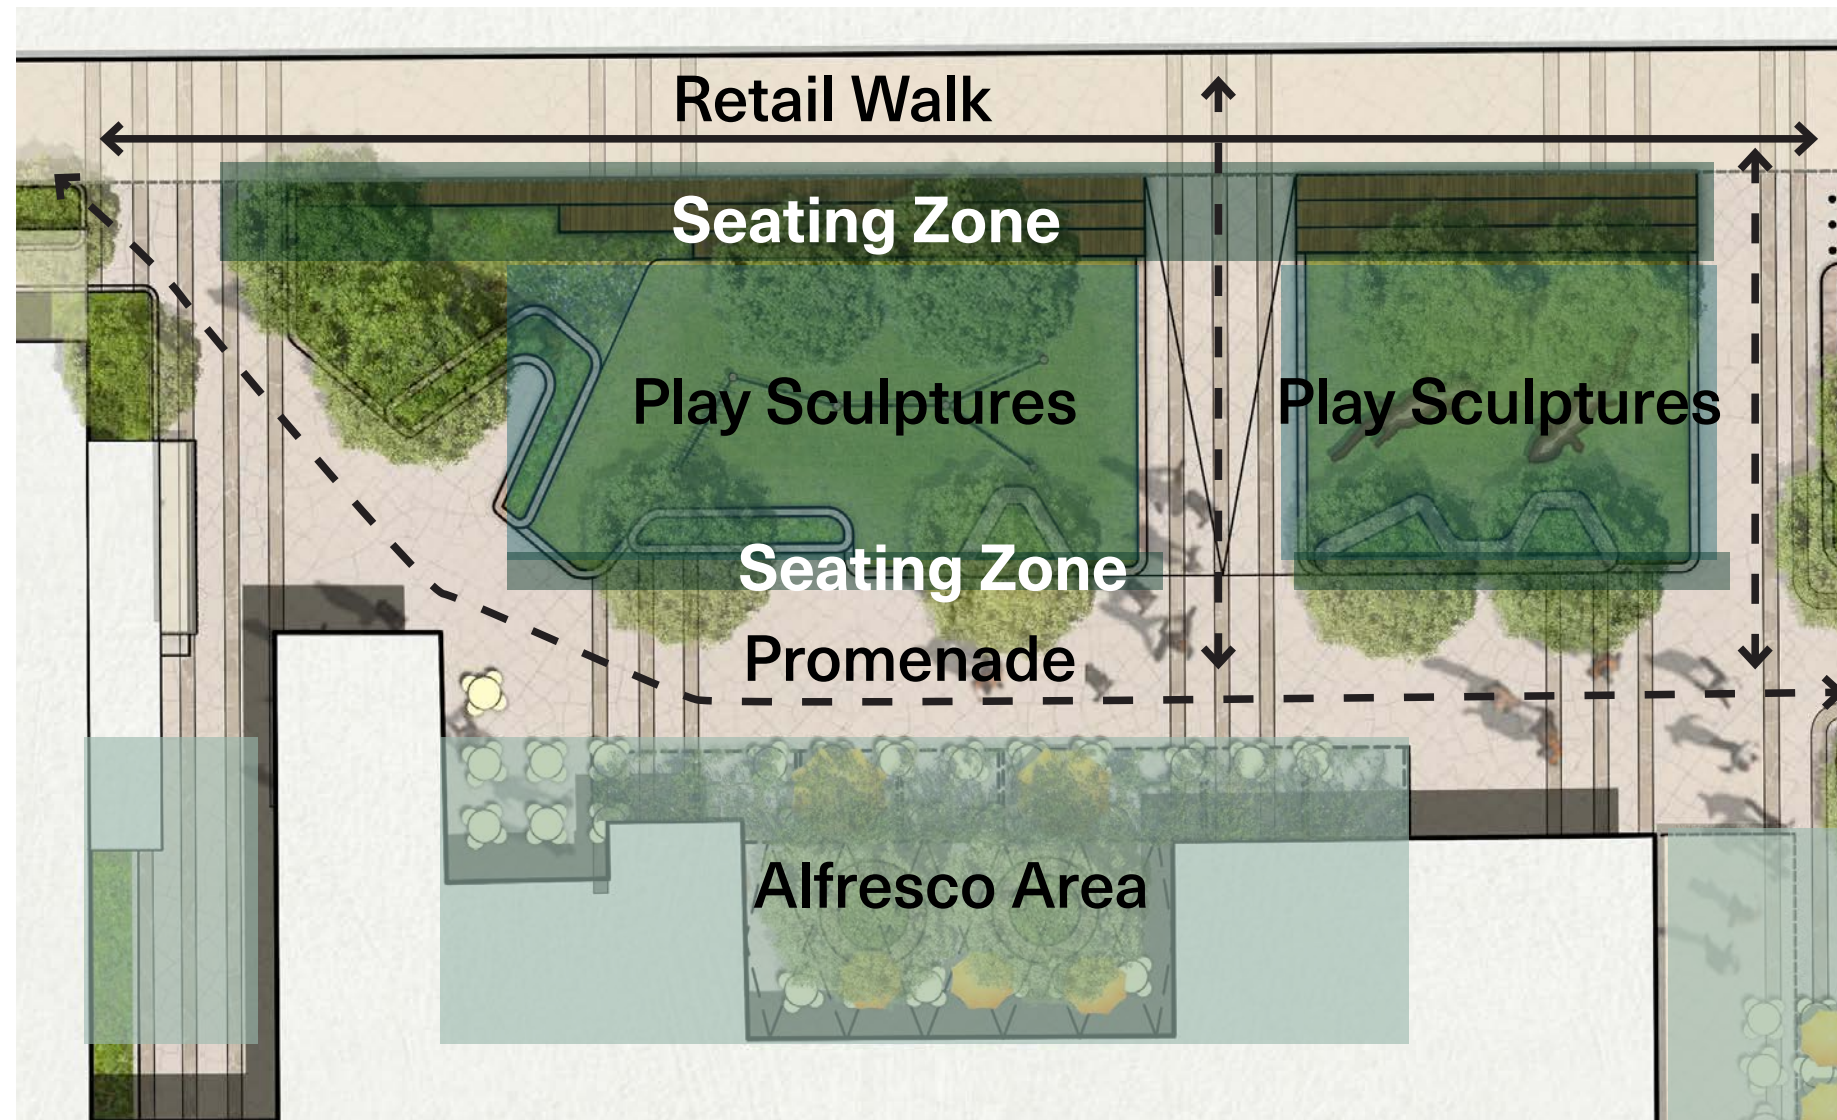 Retail Walk
Seating Zone
Play Sculptures
Play Sculptures
Seating Zone
Promenade
Alfresco Area